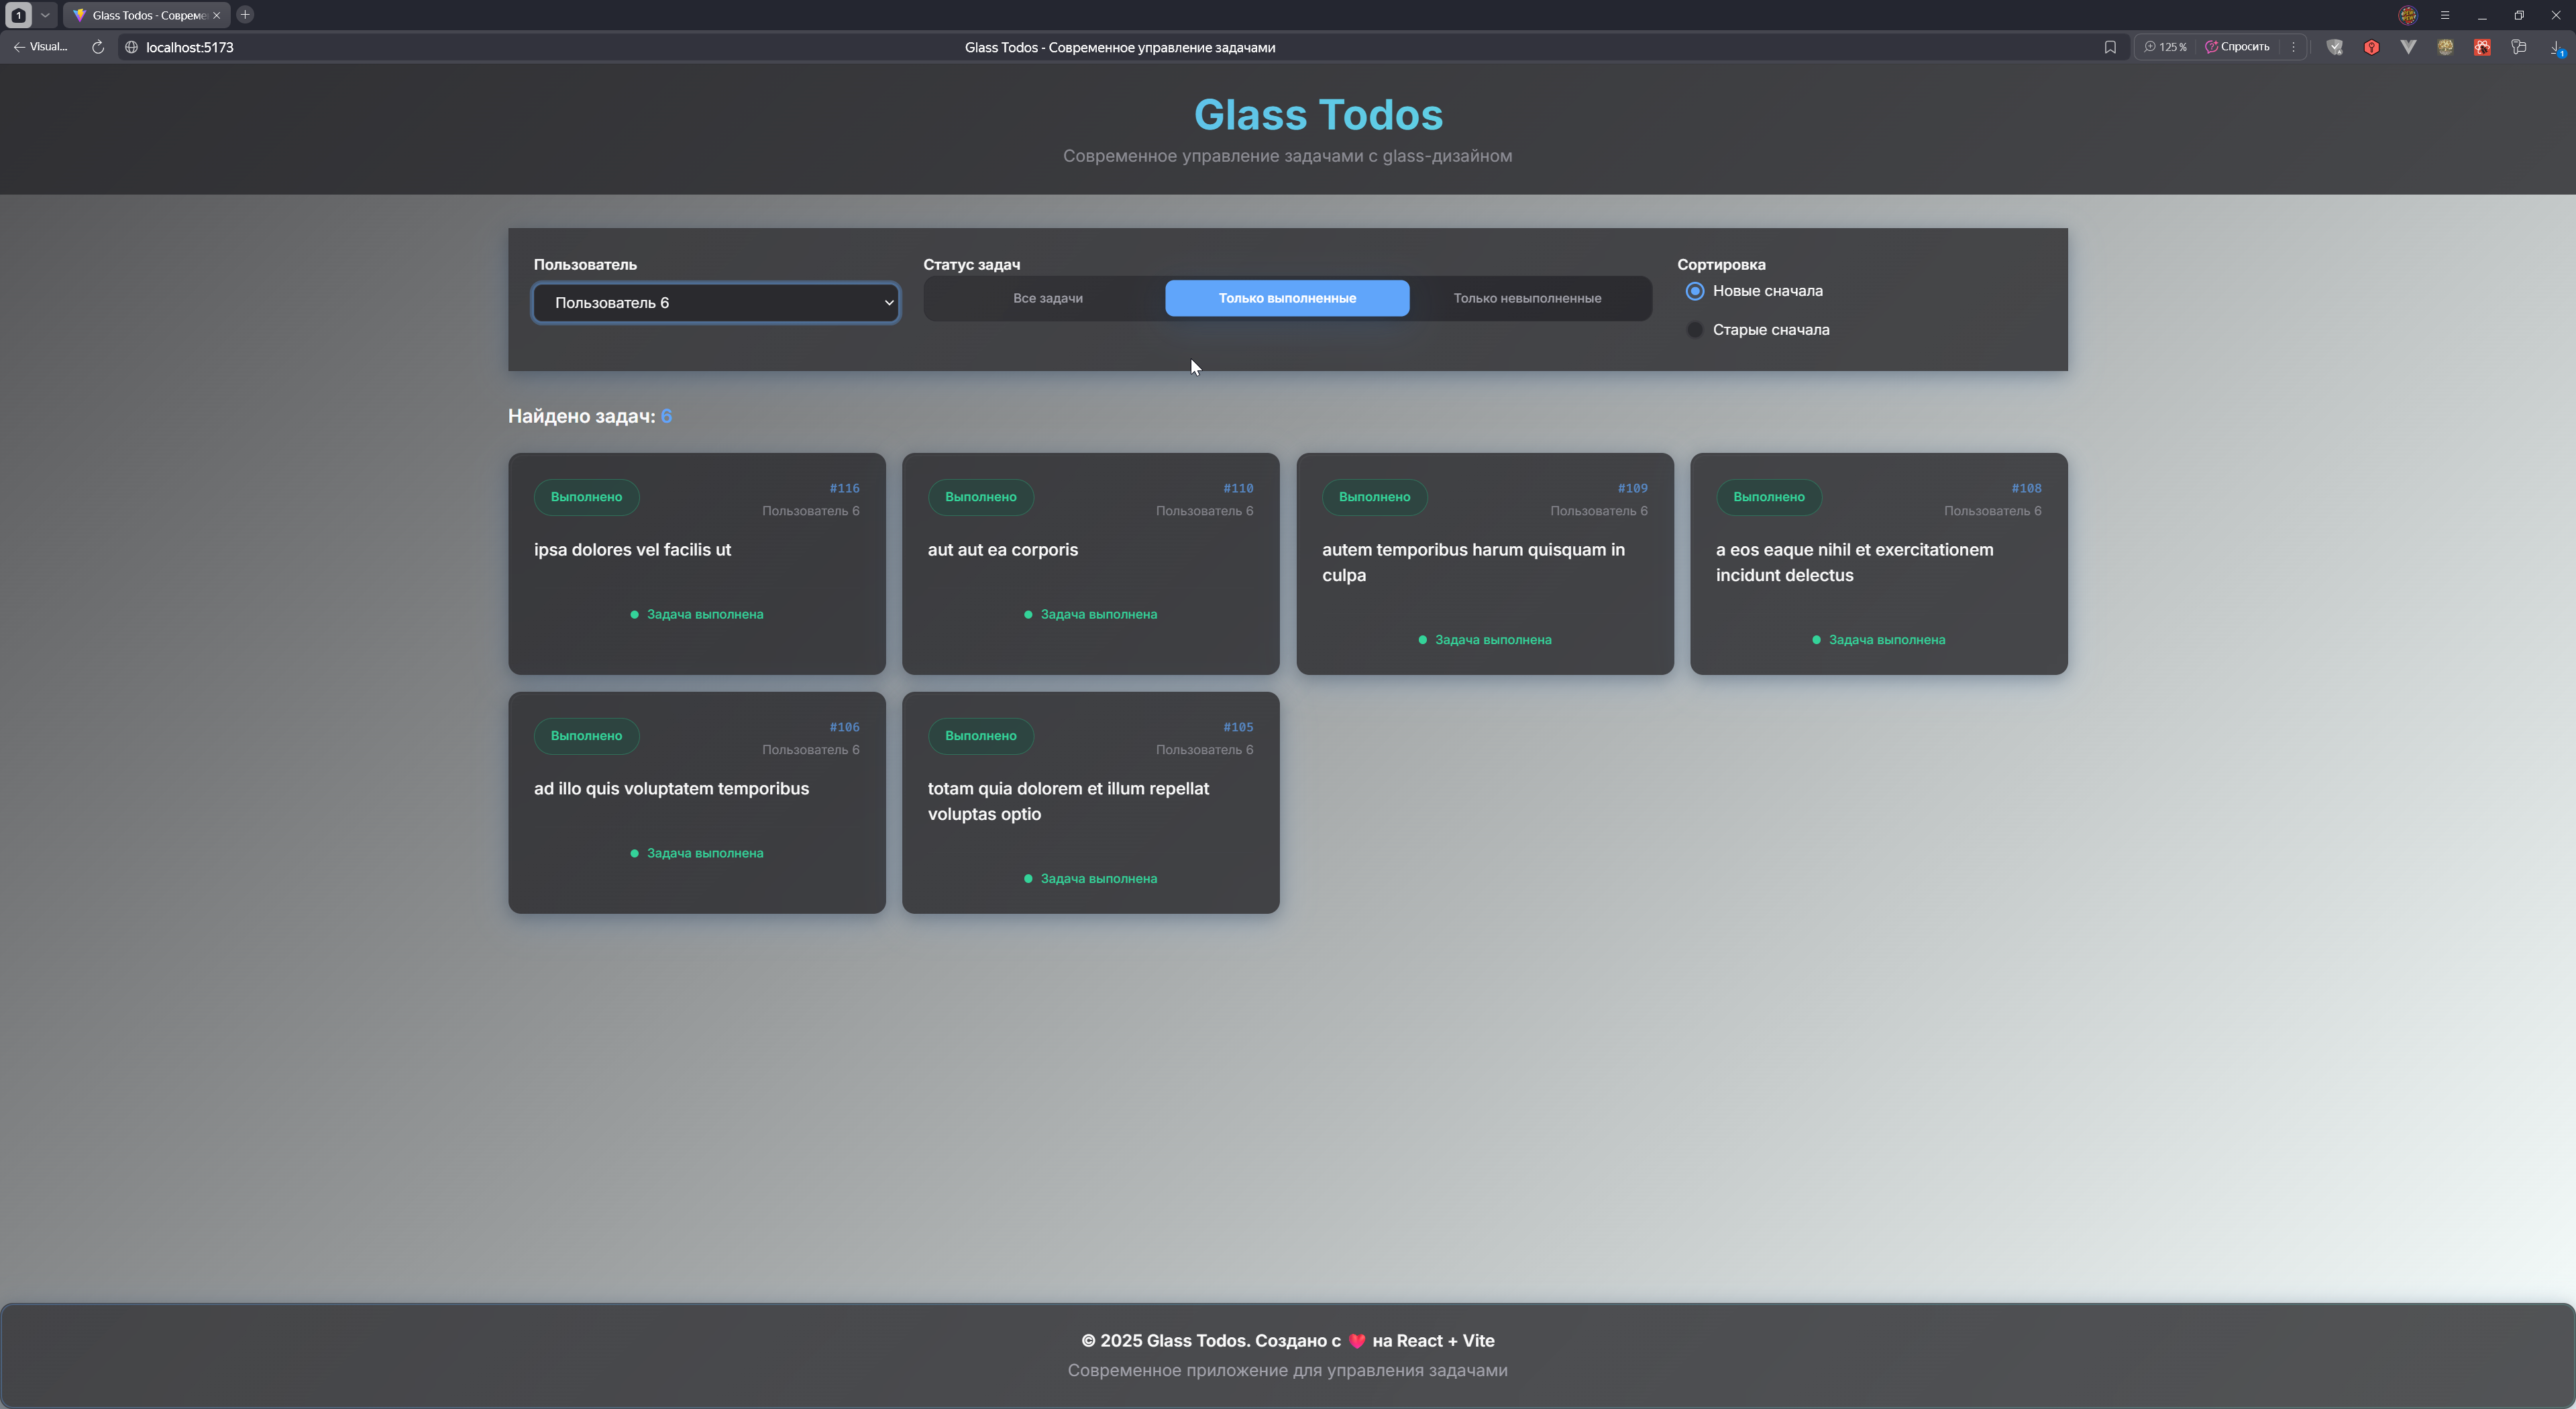 1
Glass Todos - Совреме
Visual...
localhost:5173
Glass Todos - Современное управление задачами
125 %
Спросить
1
Glass Todos
Современное управление задачами с glass-дизайном
Пользователь
Пользователь 6
Статус задач
Все задачи
Только выполненные
Только невыполненные
Сортировка
Новые сначала
Старые сначала
Найдено задач: 6
Выполнено
#116
Пользователь 6
ipsa dolores vel facilis ut
Задача выполнена
Выполнено
#110
Пользователь 6
aut aut ea corporis
Задача выполнена
Выполнено
#109
Пользователь 6
autem temporibus harum quisquam in
culpa
Задача выполнена
Выполнено
#108
Пользователь 6
a eos eaque nihil et exercitationem
incidunt delectus
Задача выполнена
Выполнено
#106
Пользователь 6
ad illo quis voluptatem temporibus
Задача выполнена
Выполнено
#105
Пользователь 6
totam quia dolorem et illum repellat
voluptas optio
Задача выполнена
© 2025 Glass Todos. Создано с ❤️ на React + Vite
Современное приложение для управления задачами